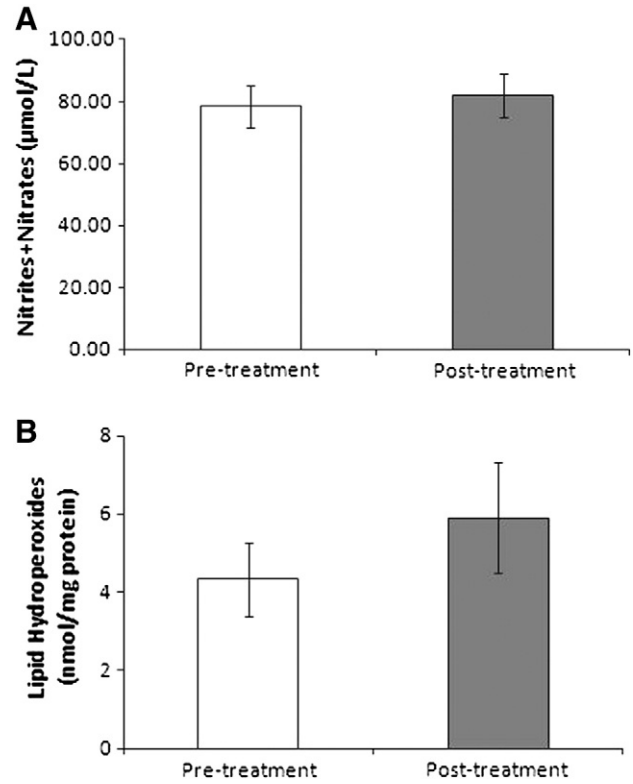 A
Nitrites+Nitrates (µmol/L)
100.00
80.00
60.00
40.00
20.00
0.00
Pre-treatment
Post-treatment
B
Lipid Hydroperoxides
(nmol/mg protein)
8
6
4
2
0
Pre-treatment
Post-treatment